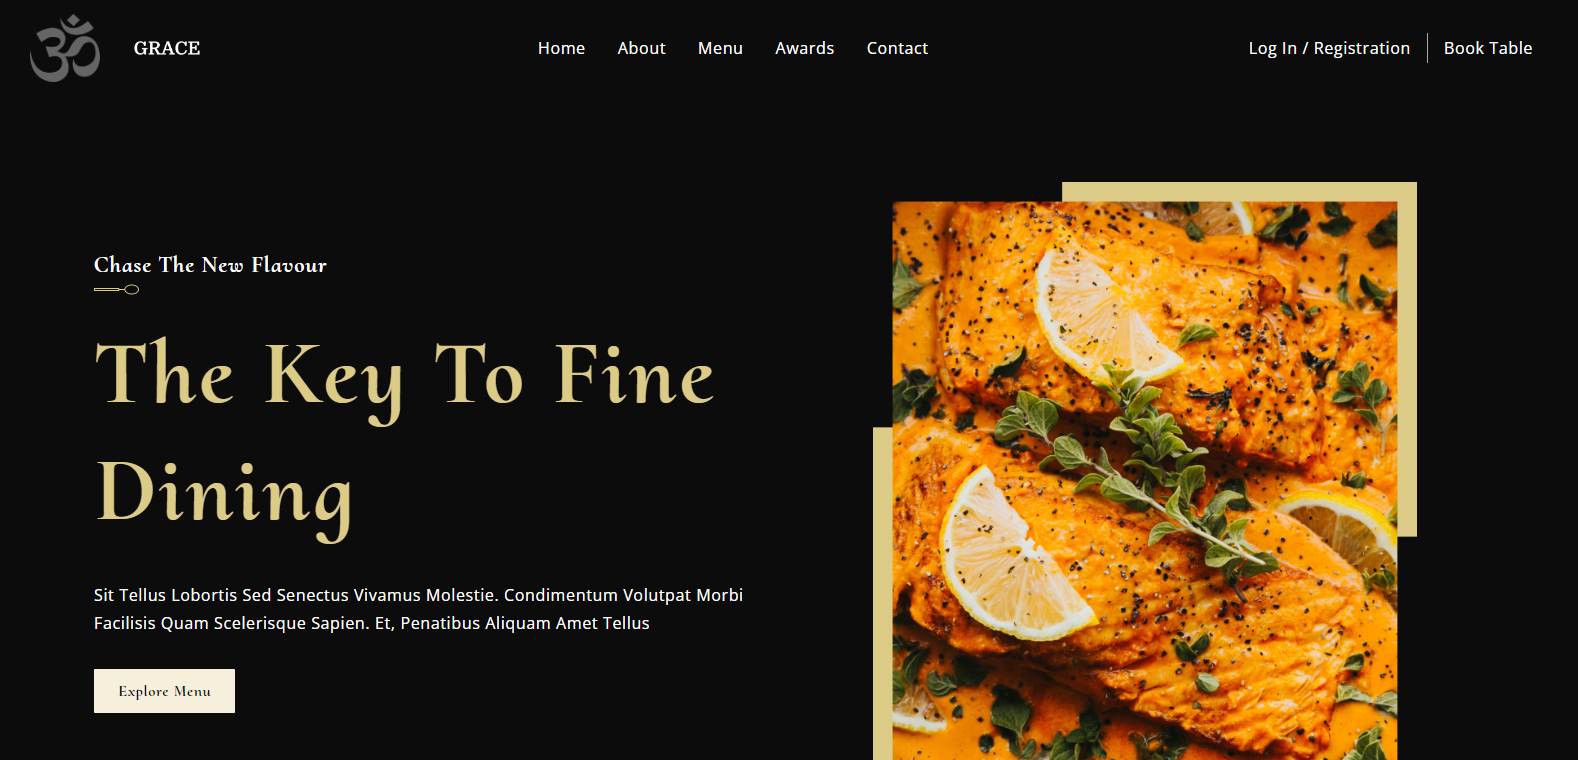 ॐ
GRACE
Home About Menu Awards Contact
Log In / Registration Book Table
Chase The New Flavour
The Key To Fine
Dining
Sit Tellus Lobortis Sed Senectus Vivamus Molestie. Condimentum Volutpat Morbi
Facilisis Quam Scelerisque Sapien. Et, Penatibus Aliquam Amet Tellus
Explore Menu